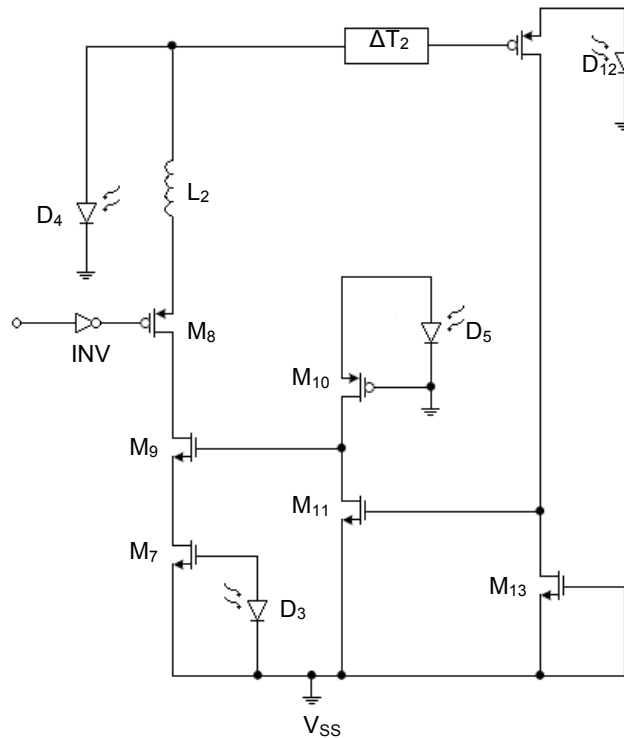 ΔT₂
D₁₂
L₂
D₄
M₈
INV
D₅
M₁₀
M₉
M₁₁
M₇
M₁₃
D₃
V_SS